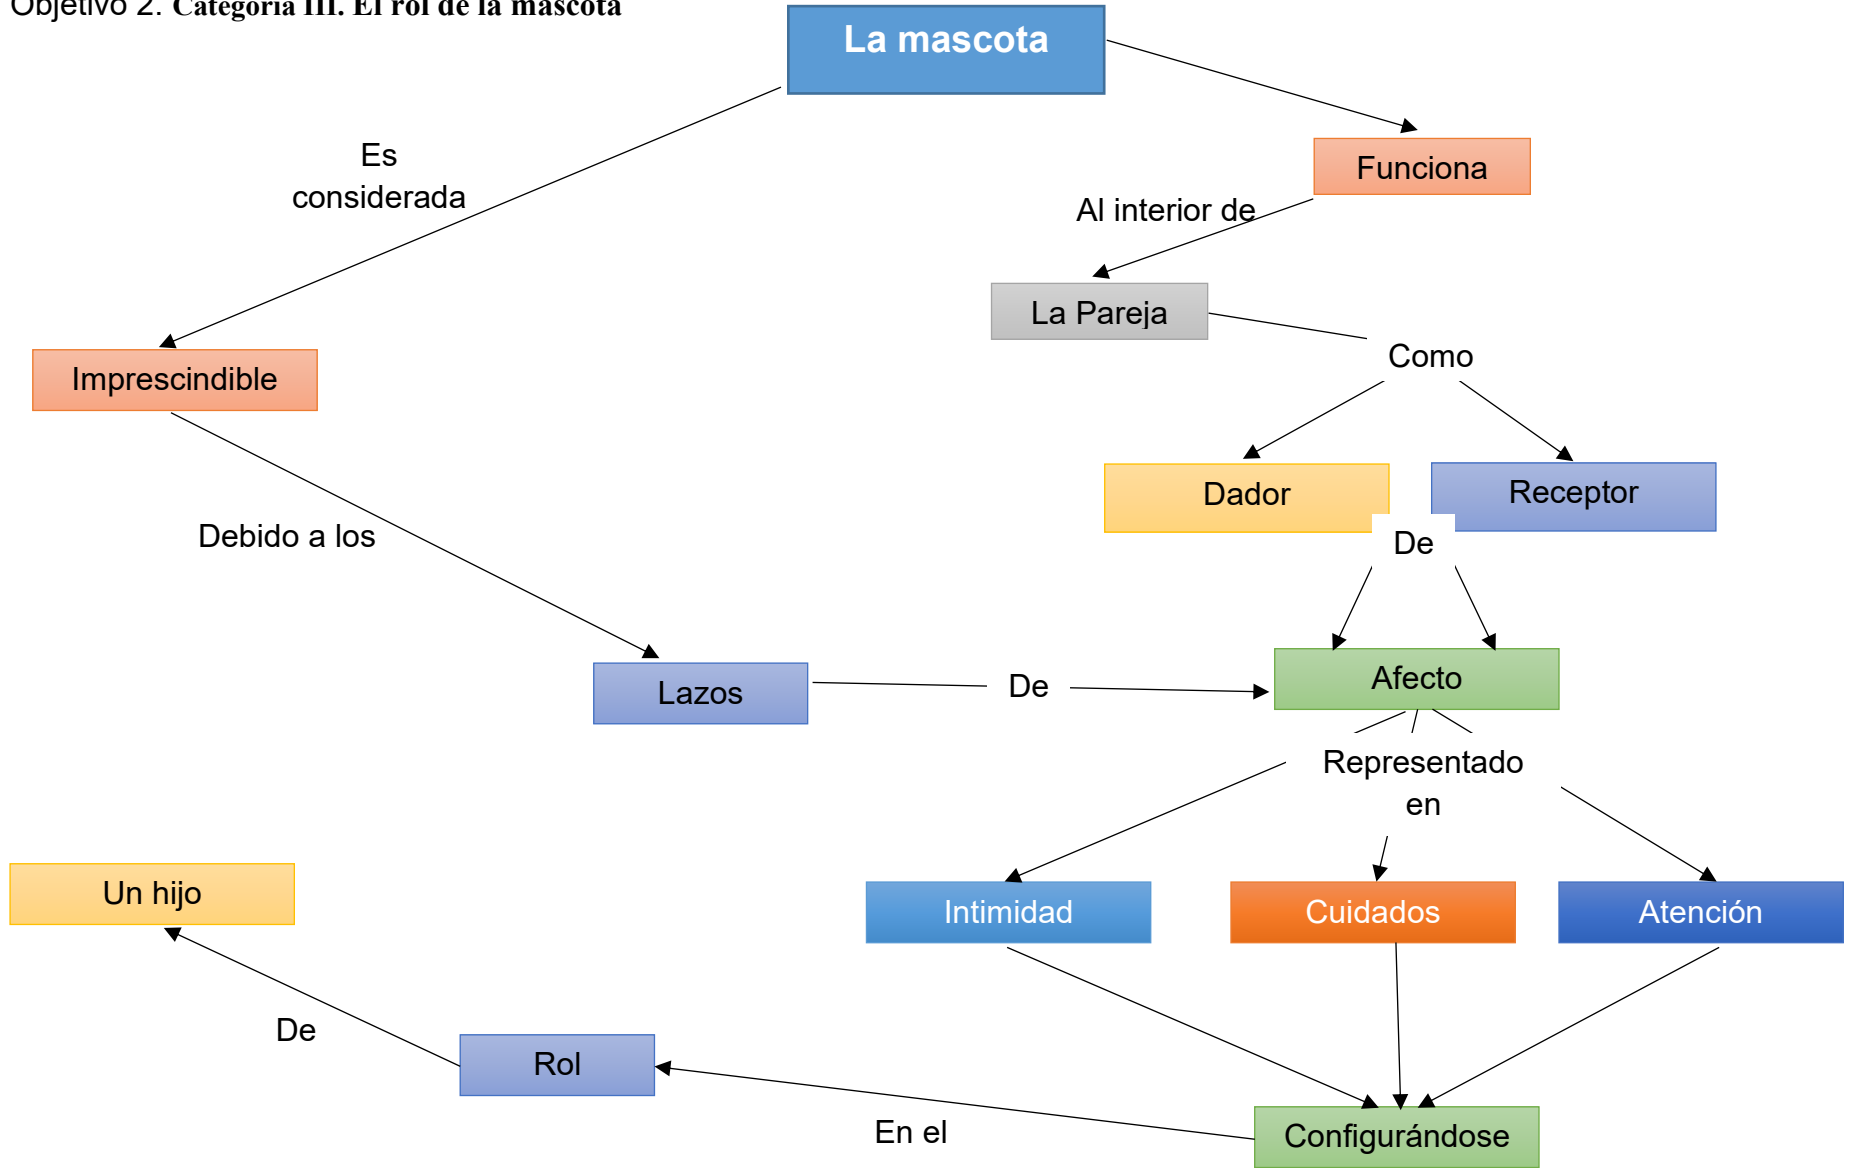 Objetivo 2. Categoría III. El rol de la mascota
La mascota
Es
considerada
Funciona
Al interior de
La Pareja
Como
Imprescindible
Dador
Receptor
Debido a los
De
Lazos
De
Afecto
Representado
en
Un hijo
Intimidad
Cuidados
Atención
De
Rol
En el
Configurándose